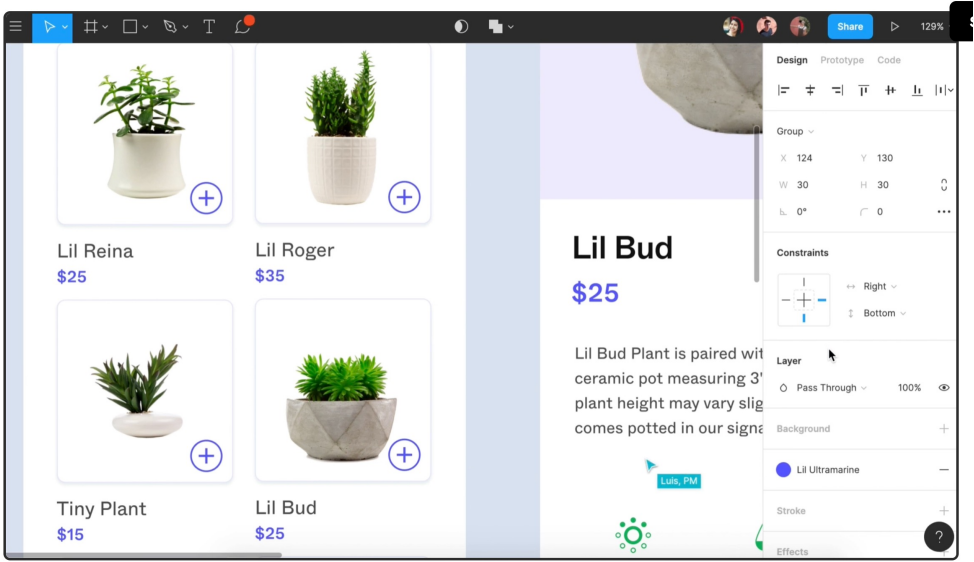 T
Share
129%
S
Design Prototype Code
Group
X 124 Y 130
W 30 H 30
0° 0
Constraints
Right
Bottom
Layer
Pass Through 100%
Background
Lil Ultramarine
Stroke
Effects
?
Lil Reina
$25
Lil Roger
$35
Tiny Plant
$15
Lil Bud
$25
Lil Bud
$25
Lil Bud Plant is paired wit
ceramic pot measuring 3"
plant height may vary slig
comes potted in our signa
Luis, PM